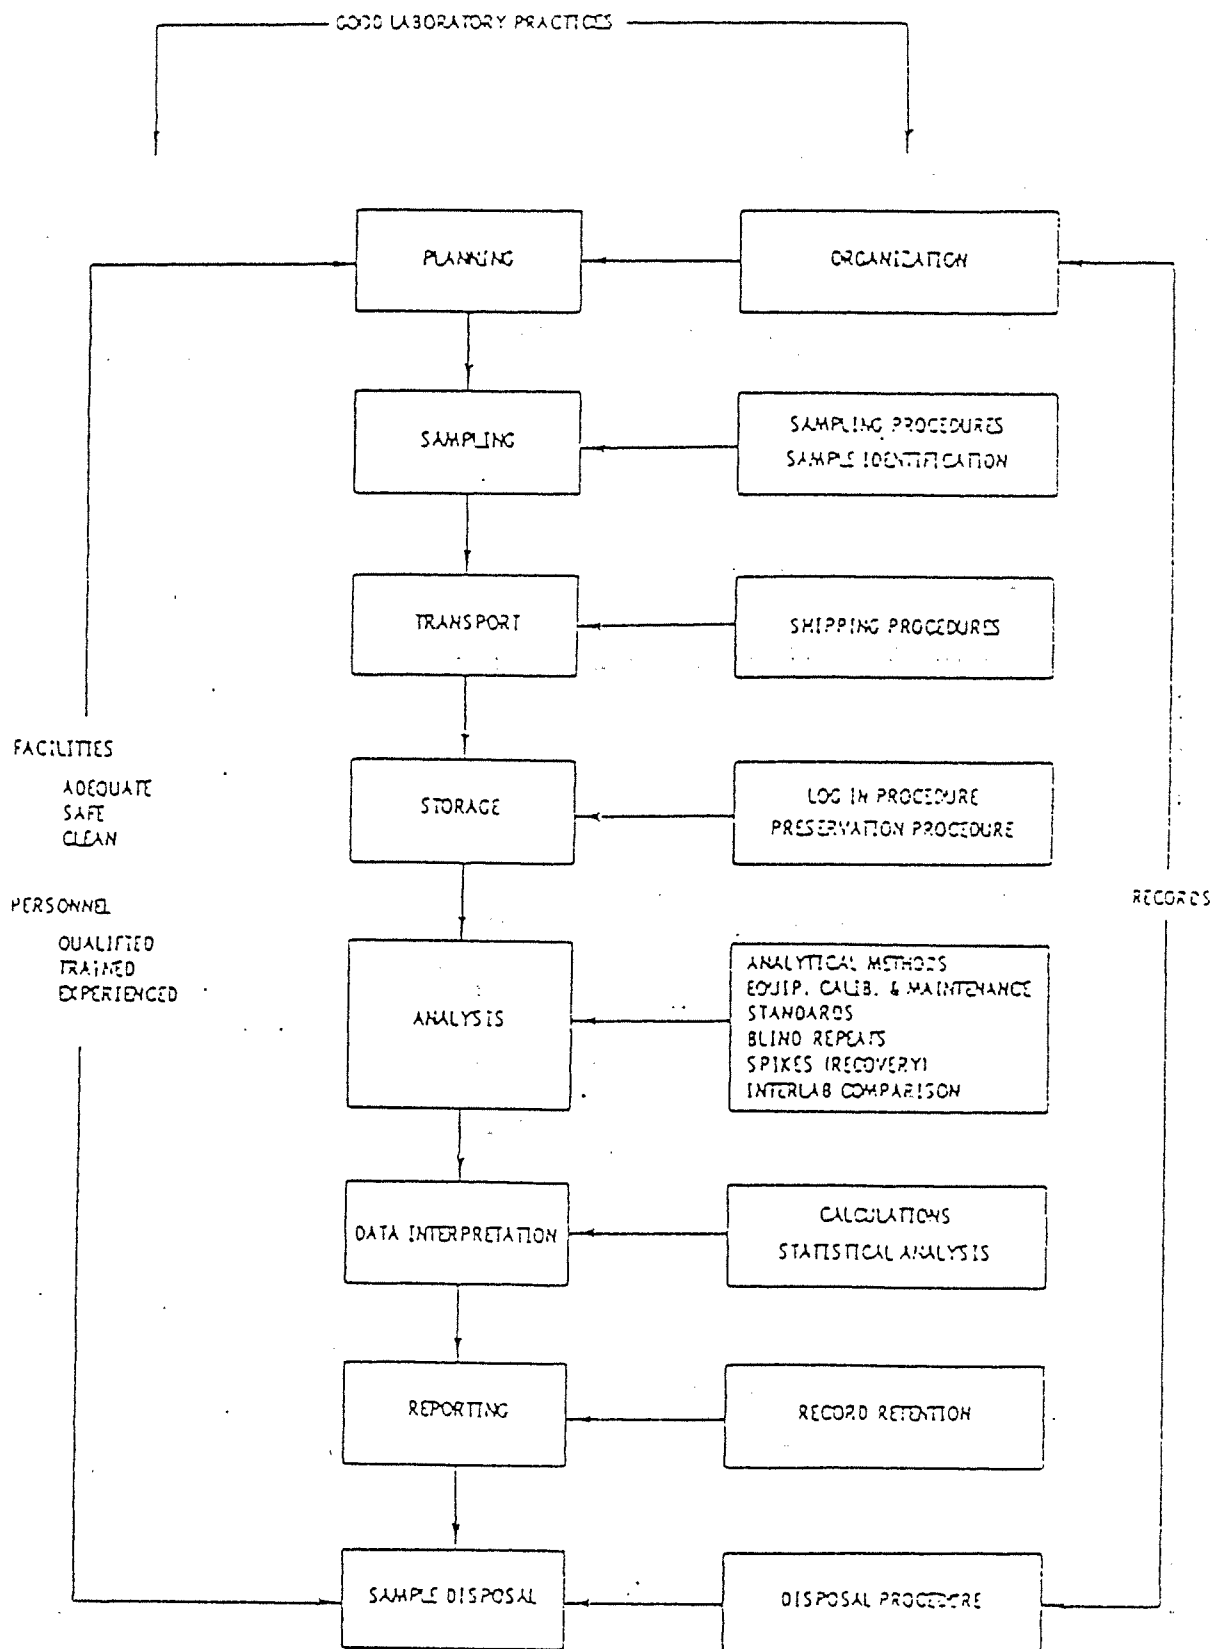 GOOD LABORATORY PRACTICES
PLANNING
ORGANIZATION
SAMPLING
SAMPLING PROCEDURES
SAMPLE IDENTIFICATION
TRANSPORT
SHIPPING PROCEDURES
FACILITIES
ADEQUATE
SAFE
CLEAN
STORAGE
LOG IN PROCEDURE
PRESERVATION PROCEDURE
PERSONNEL
QUALIFIED
TRAINED
EXPERIENCED
RECORDS
ANALYSIS
ANALYTICAL METHODS
EQUIP. CALIB. & MAINTENANCE
STANDARDS
BLIND REPEATS
SPIKES (RECOVERY)
INTERLAB COMPARISON
DATA INTERPRETATION
CALCULATIONS
STATISTICAL ANALYSIS
REPORTING
RECORD RETENTION
SAMPLE DISPOSAL
DISPOSAL PROCEDURE